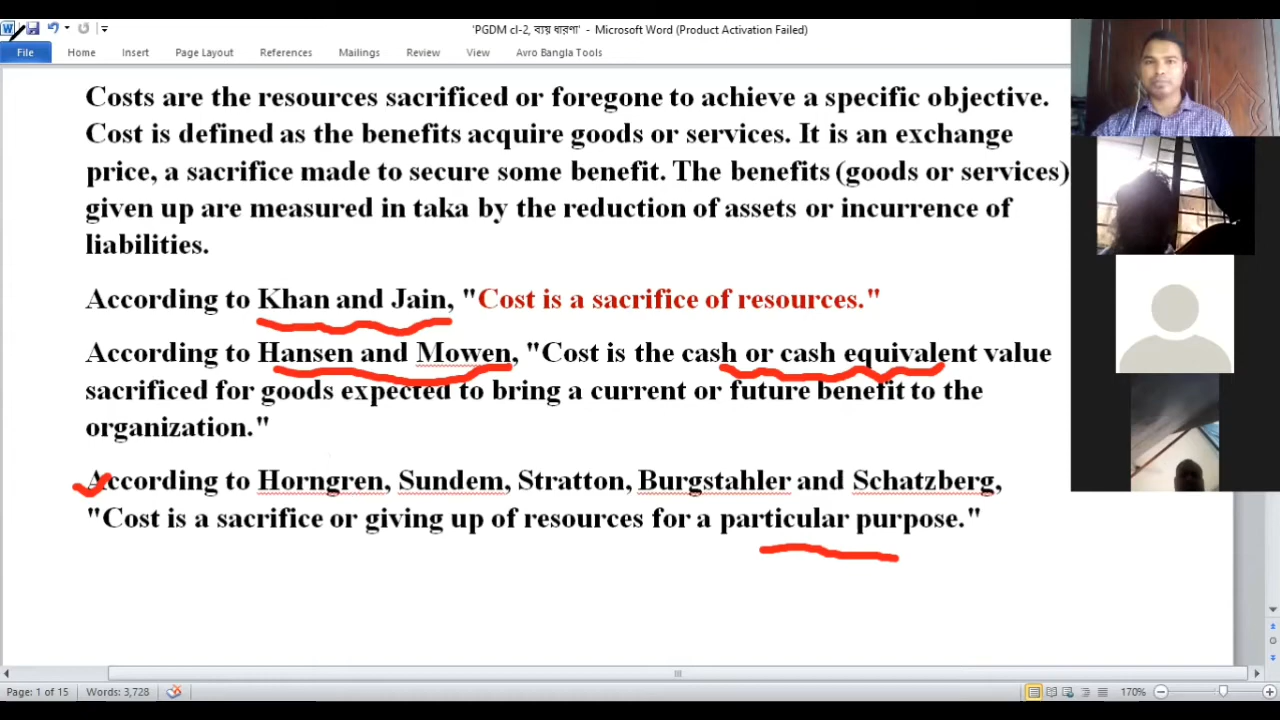 'PGDM cl-2, ব্যয় ধারণা' - Microsoft Word (Product Activation Failed)
File Home Insert Page Layout References Mailings Review View Avro Bangla Tools
Costs are the resources sacrificed or foregone to achieve a specific objective.
Cost is defined as the benefits acquire goods or services. It is an exchange
price, a sacrifice made to secure some benefit. The benefits (goods or services)
given up are measured in taka by the reduction of assets or incurrence of
liabilities.
According to Khan and Jain, "Cost is a sacrifice of resources."
According to Hansen and Mowen, "Cost is the cash or cash equivalent value
sacrificed for goods expected to bring a current or future benefit to the
organization."
According to Horngren, Sundem, Stratton, Burgstahler and Schatzberg,
"Cost is a sacrifice or giving up of resources for a particular purpose."
Page: 1 of 15 Words: 3,728 170%